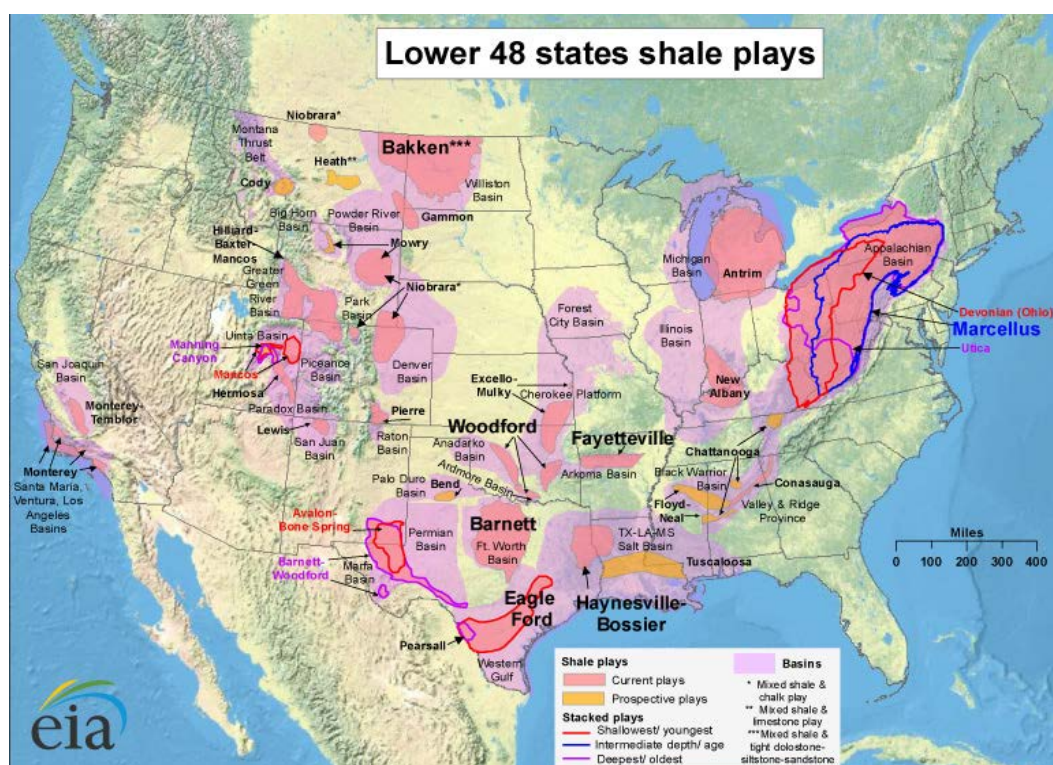 Lower 48 states shale plays
Niobrara*
Montana
Thrust
Belt
Bakken***
Heath**
Cody
Williston
Basin
Big Horn
Basin
Powder River
Basin
Gammon
Hilliard-
Baxter-
Mancos
Mowry
Greater
Green
River
Basin
Niobrara*
Park
Basin
Michigan
Basin
Antrim
Appalachian
Basin
Devonian (Ohio)
Marcellus
Utica
Forest
City Basin
Illinois
Basin
Uinta Basin
Manning
Canyon
Mancos
Piceance
Basin
Denver
Basin
San Joaquin
Basin
Hermosa
Paradox Basin
Excello-
Mulky
Cherokee Platform
New
Albany
Monterey-
Temblor
Lewis
San Juan
Basin
Pierre
Raton
Basin
Woodford
Anadarko
Basin
Fayetteville
Arkoma Basin
Chattanooga
Monterey
Santa Maria,
Ventura, Los
Angeles
Basins
Palo Duro
Basin
Bend
Ardmore Basin
Black Warrior
Basin
Conasauga
Floyd-
Neal
Valley & Ridge
Province
Avalon-
Bone Spring
Permian
Basin
Barnett
Ft. Worth
Basin
TX-LA-MS
Salt Basin
Tuscaloosa
Miles
0 100 200 300 400
Barnett-
Woodford
Marfa
Basin
Eagle
Ford
Haynesville-
Bossier
Pearsall
Western
Gulf
Shale plays
Current plays
Prospective plays
Stacked plays
Shallowest/ youngest
Intermediate depth/ age
Deepest/ oldest
Basins
* Mixed shale &
chalk play
** Mixed shale &
limestone play
***Mixed shale &
tight dolostone-
siltstone-sandstone
eia